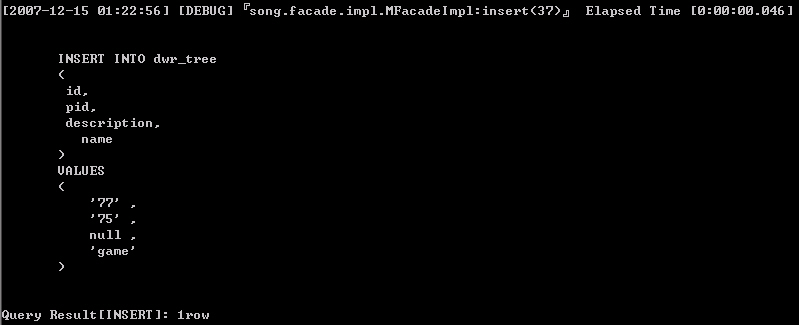 [2007-12-15 01:22:56] [DEBUG] 『song.facade.impl.MFacadeImpl:insert(37)』 Elapsed Time [0:00:00.046]
INSERT INTO dwr_tree
(
id,
pid,
description,
name
)
VALUES
(
'77' ,
'75' ,
null ,
'game'
)
Query Result[INSERT]: 1row